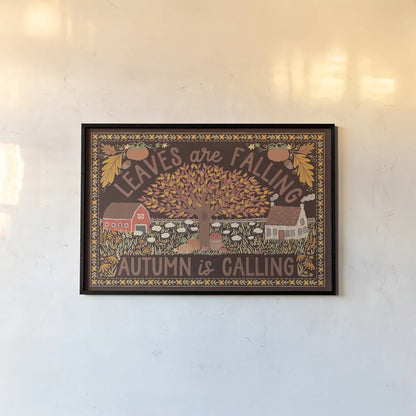 LEAVES are FALLING
AUTUMN is CALLING